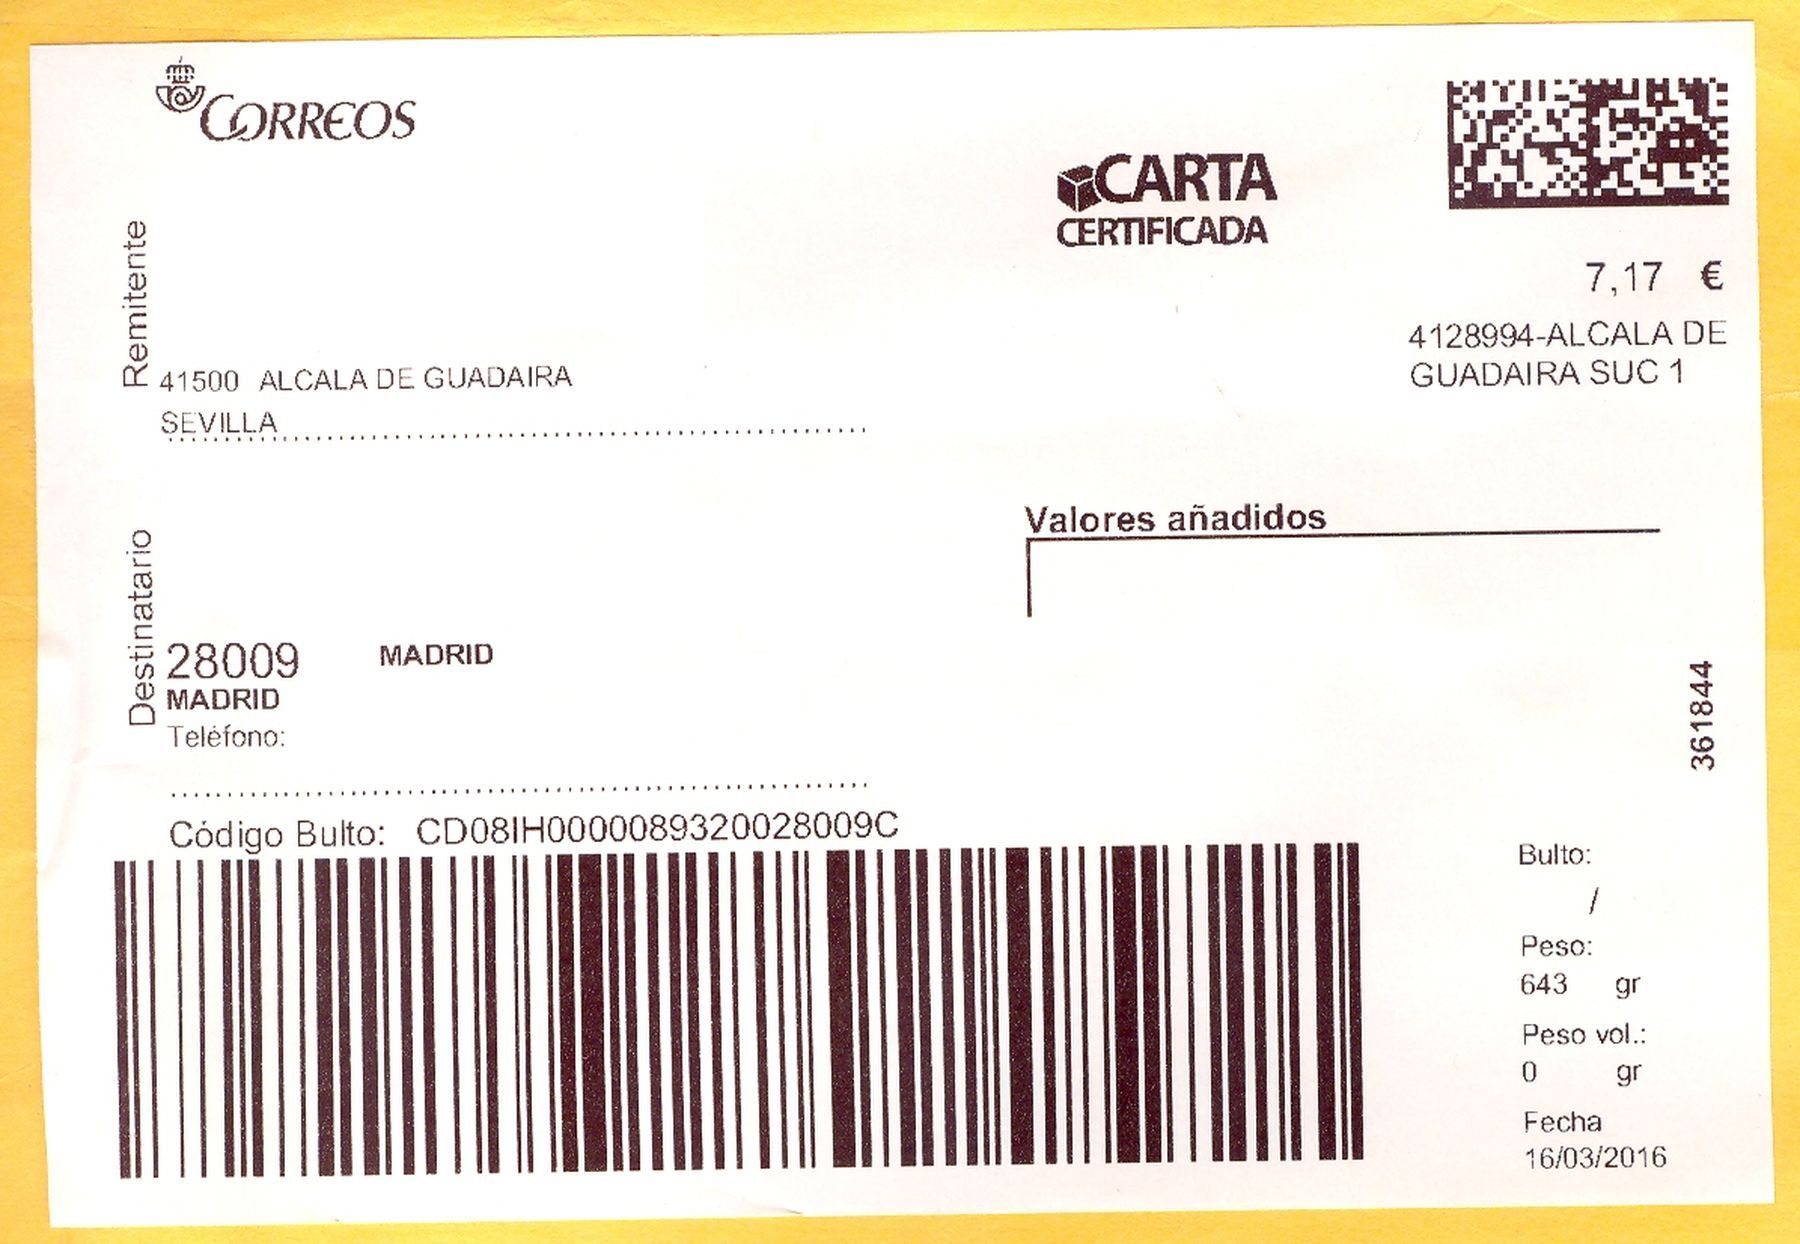 CORREOS
CARTA
CERTIFICADA
7,17 €
4128994-ALCALA DE
GUADAIRA SUC 1
Remitente
41500 ALCALA DE GUADAIRA
SEVILLA
Valores añadidos
Destinatario
28009 MADRID
MADRID
Teléfono:
361844
Código Bulto: CD08IH0000089320028009C
Bulto:
/
Peso:
643 gr
Peso vol.:
0 gr
Fecha
16/03/2016